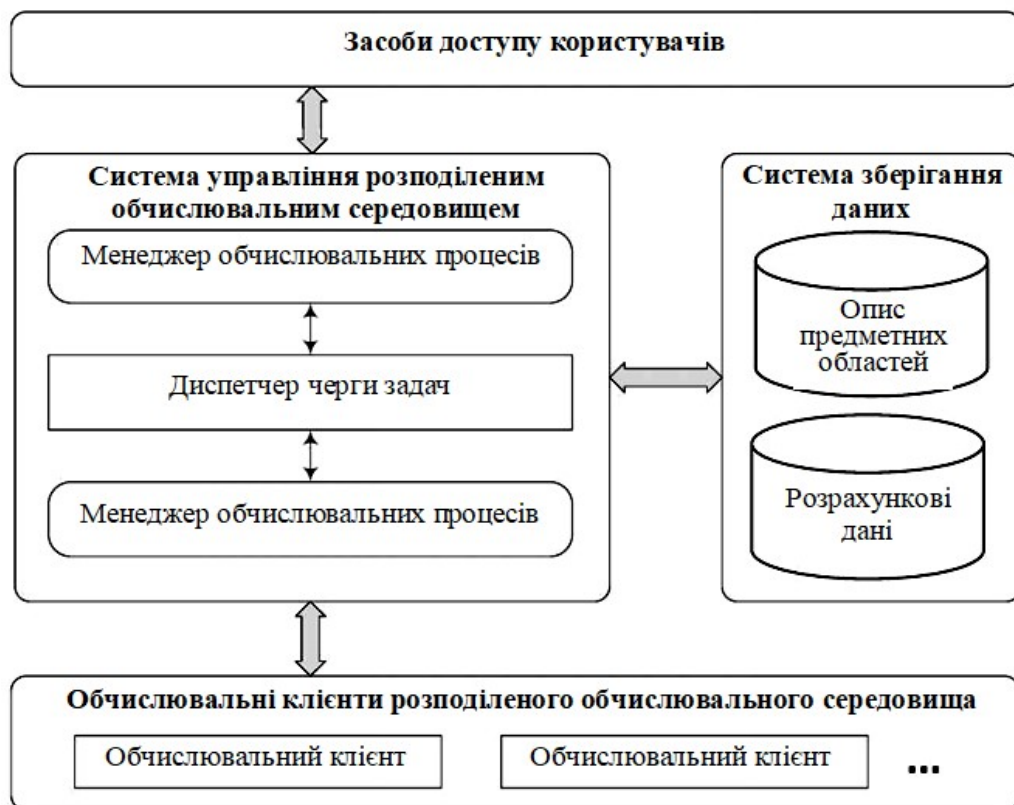 Засоби доступу користувачів
Система управління розподіленим
обчислювальним середовищем
Менеджер обчислювальних процесів
Диспетчер черги задач
Менеджер обчислювальних процесів
Система зберігання
даних
Опис
предметних
областей
Розрахункові
дані
Обчислювальні клієнти розподіленого обчислювального середовища
Обчислювальний клієнт
Обчислювальний клієнт
...